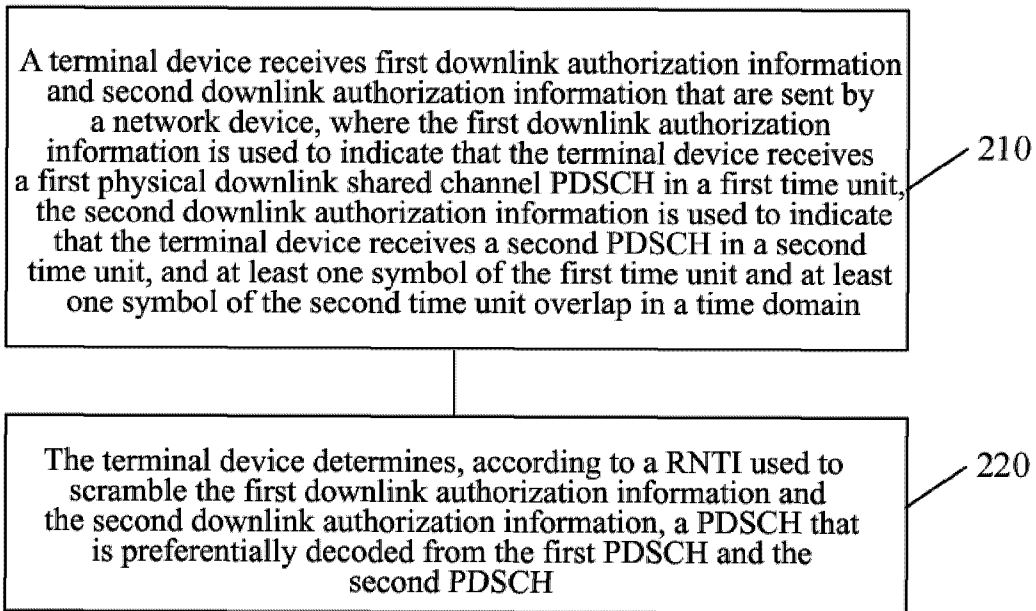 A terminal device receives first downlink authorization information
and second downlink authorization information that are sent by
a network device, where the first downlink authorization
information is used to indicate that the terminal device receives
a first physical downlink shared channel PDSCH in a first time unit,
the second downlink authorization information is used to indicate
that the terminal device receives a second PDSCH in a second
time unit, and at least one symbol of the first time unit and at least
one symbol of the second time unit overlap in a time domain
210
The terminal device determines, according to a RNTI used to
scramble the first downlink authorization information and
the second downlink authorization information, a PDSCH that
is preferentially decoded from the first PDSCH and the
second PDSCH
220